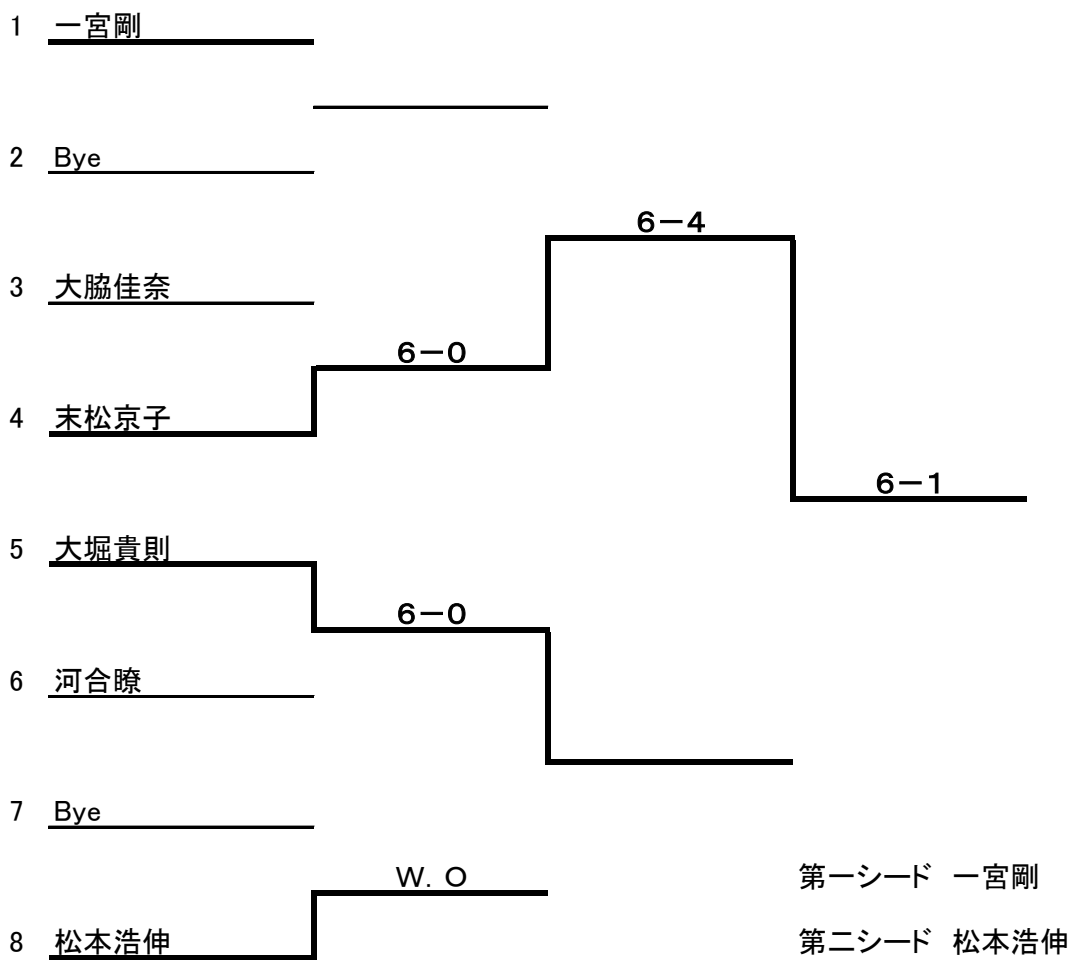 1 一宮剛
2 Bye
6－4
3 大脇佳奈
6－0
4 末松京子
6－1
5 大堀貴則
6－0
6 河合瞭
7 Bye
W. O
第一シード 一宮剛
8 松本浩伸
第二シード 松本浩伸